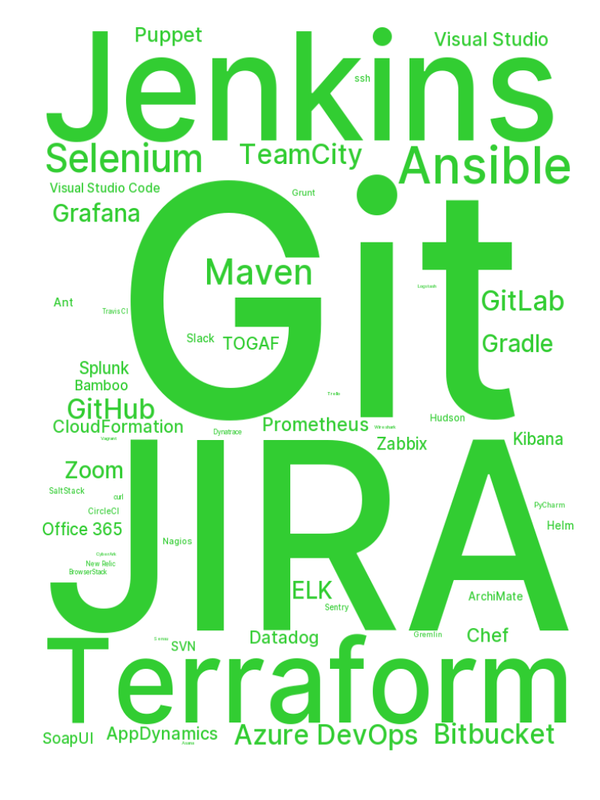 Puppet
Visual Studio
Jenkins
ssh
Selenium
TeamCity
Ansible
Visual Studio Code
Grunt
Grafana
Git
Maven
Ant
Travis CI
GitLab
Slack
TOGAF
Gradle
Splunk
Bamboo
GitHub
Hudson
CloudFormation
Dynatrace
Prometheus
Zabbix
Kibana
JIRA
Zoom
SaltStack
curl
CircleCI
PyCharm
Office 365
Helm
Nagios
New Relic
BrowserStack
ELK
ArchiMate
Sentry
Datadog
Gremlin
Chef
SVN
Terraform
SoapUI
AppDynamics
Azure DevOps
Bitbucket